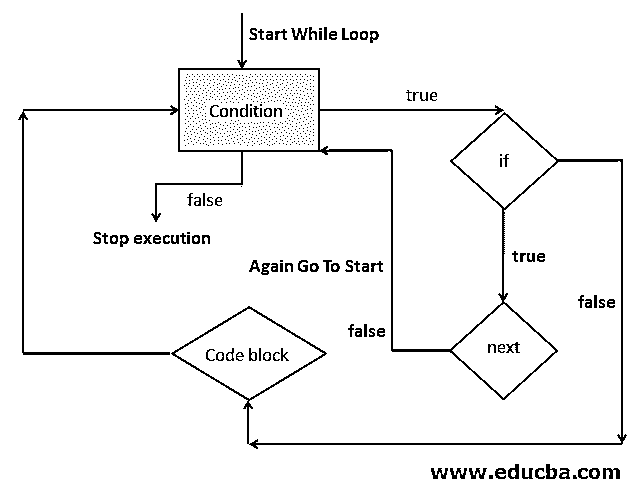 Start While Loop
Condition
true
if
false
Stop execution
Again Go To Start
true
false
false
Code block
next
www.educba.com